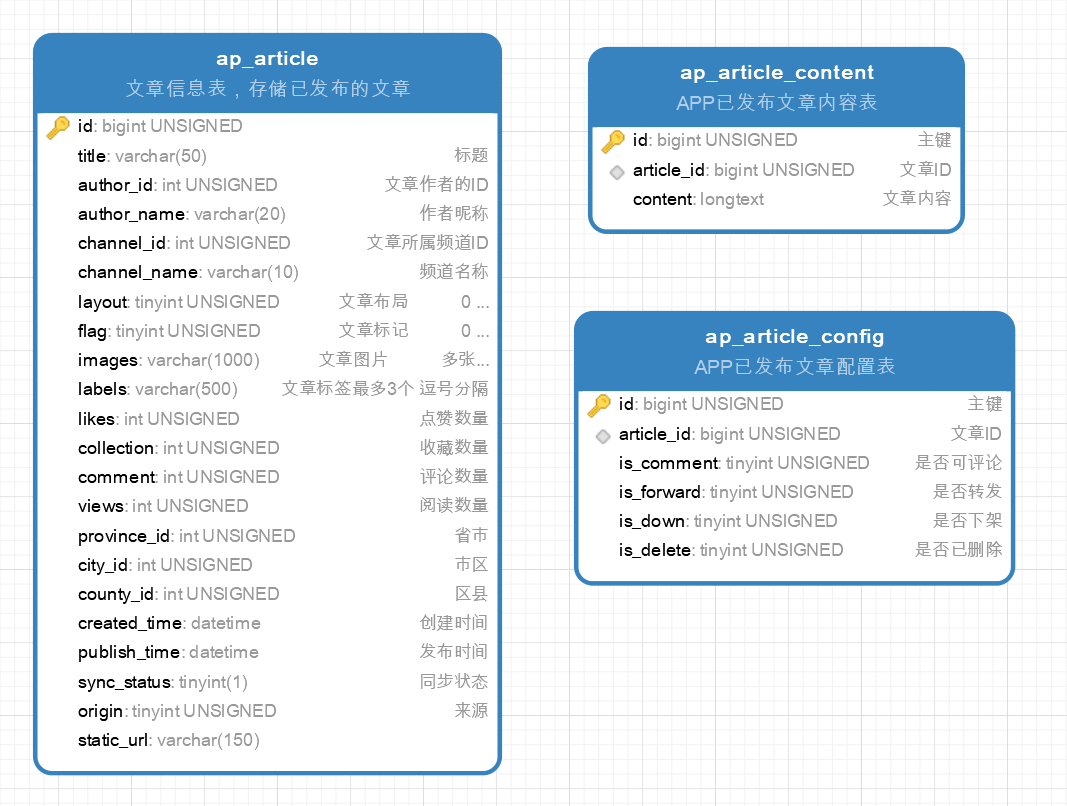 ap_article
文章信息表，存储已发布的文章
id: bigint UNSIGNED
title: varchar(50) 标题
author_id: int UNSIGNED 文章作者的ID
author_name: varchar(20) 作者昵称
channel_id: int UNSIGNED 文章所属频道ID
channel_name: varchar(10) 频道名称
layout: tinyint UNSIGNED 文章布局 0 ...
flag: tinyint UNSIGNED 文章标记 0 ...
images: varchar(1000) 文章图片 多张...
labels: varchar(500) 文章标签最多3个 逗号分隔
likes: int UNSIGNED 点赞数量
collection: int UNSIGNED 收藏数量
comment: int UNSIGNED 评论数量
views: int UNSIGNED 阅读数量
province_id: int UNSIGNED 省市
city_id: int UNSIGNED 市区
county_id: int UNSIGNED 区县
created_time: datetime 创建时间
publish_time: datetime 发布时间
sync_status: tinyint(1) 同步状态
origin: tinyint UNSIGNED 来源
static_url: varchar(150)
ap_article_content
APP已发布文章内容表
id: bigint UNSIGNED 主键
article_id: bigint UNSIGNED 文章ID
content: longtext 文章内容
ap_article_config
APP已发布文章配置表
id: bigint UNSIGNED 主键
article_id: bigint UNSIGNED 文章ID
is_comment: tinyint UNSIGNED 是否可评论
is_forward: tinyint UNSIGNED 是否转发
is_down: tinyint UNSIGNED 是否下架
is_delete: tinyint UNSIGNED 是否已删除